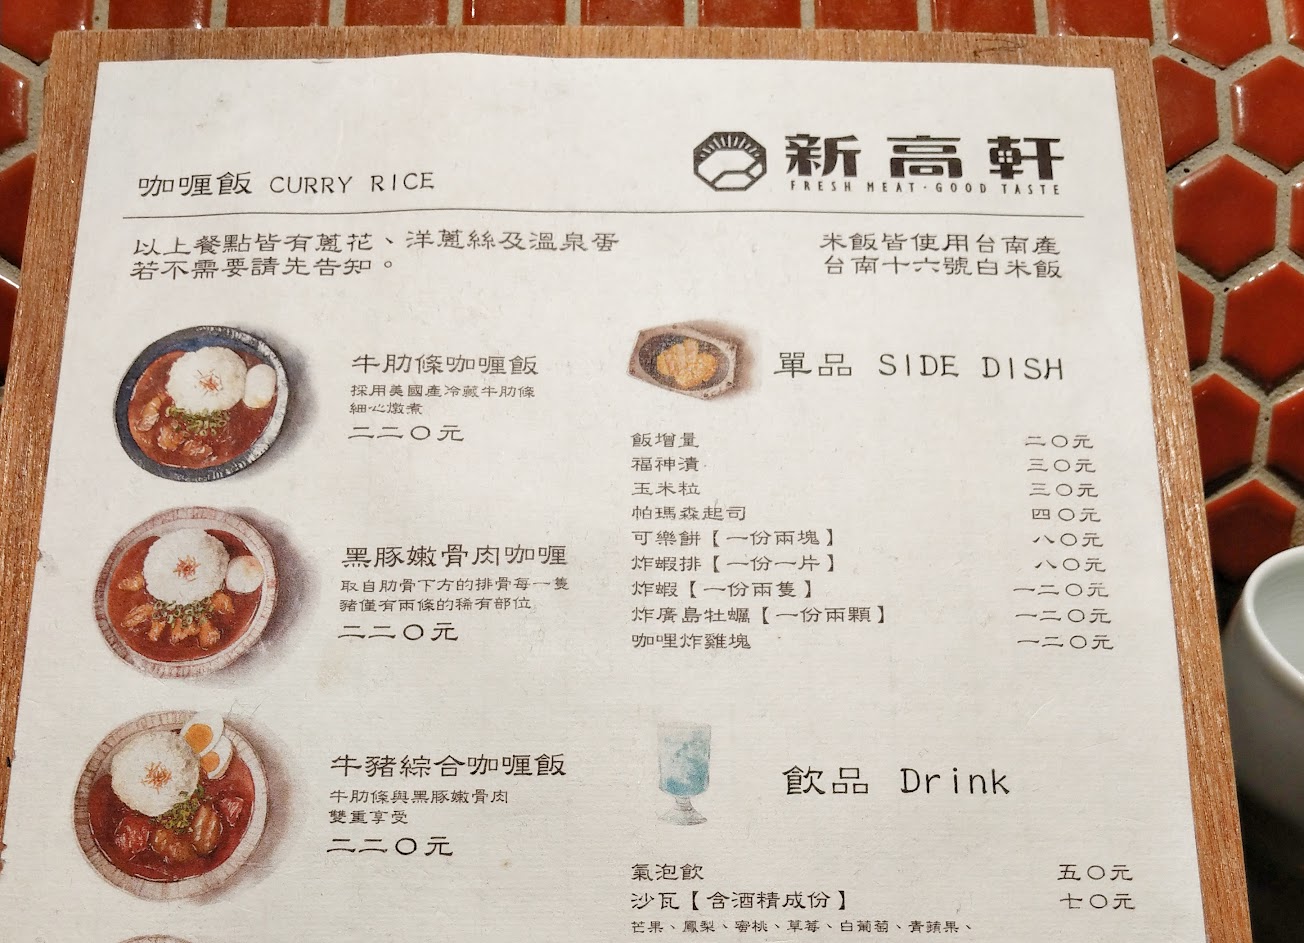 新高軒
FRESH MEAT·GOOD TASTE
咖喱飯 CURRY RICE
以上餐點皆有蔥花、洋蔥絲及溫泉蛋
若不需要請先告知。
米飯皆使用台南產
台南十六號白米飯
牛肋條咖喱飯
採用美國產冷藏牛肋條
細心燉煮
二二〇元
黑豚嫩骨肉咖喱
取自肋骨下方的排骨每一隻
豬僅有兩條的稀有部位
二二〇元
牛豬綜合咖喱飯
牛肋條與黑豚嫩骨肉
雙重享受
二二〇元
單品 SIDE DISH
飯增量 二〇元
福神漬 三〇元
玉米粒 三〇元
帕瑪森起司 四〇元
可樂餅【一份兩塊】 八〇元
炸蝦排【一份一片】 八〇元
炸蝦【一份兩隻】 一二〇元
炸廣島牡蠣【一份兩顆】 一二〇元
咖哩炸雞塊 一二〇元
飲品 Drink
氣泡飲 五〇元
沙瓦【含酒精成份】 七〇元
芒果、鳳梨、蜜桃、草莓、白葡萄、青蘋果、